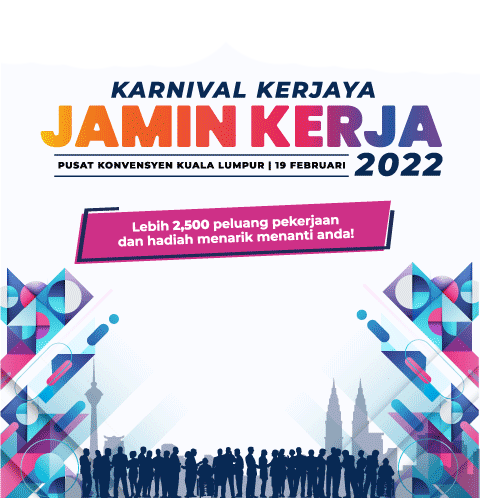 KARNIVAL KERJAYA
JAMIN KERJA
PUSAT KONVENSYEN KUALA LUMPUR | 19 FEBRUARI 2022
Lebih 2,500 peluang pekerjaan
dan hadiah menarik menanti anda!